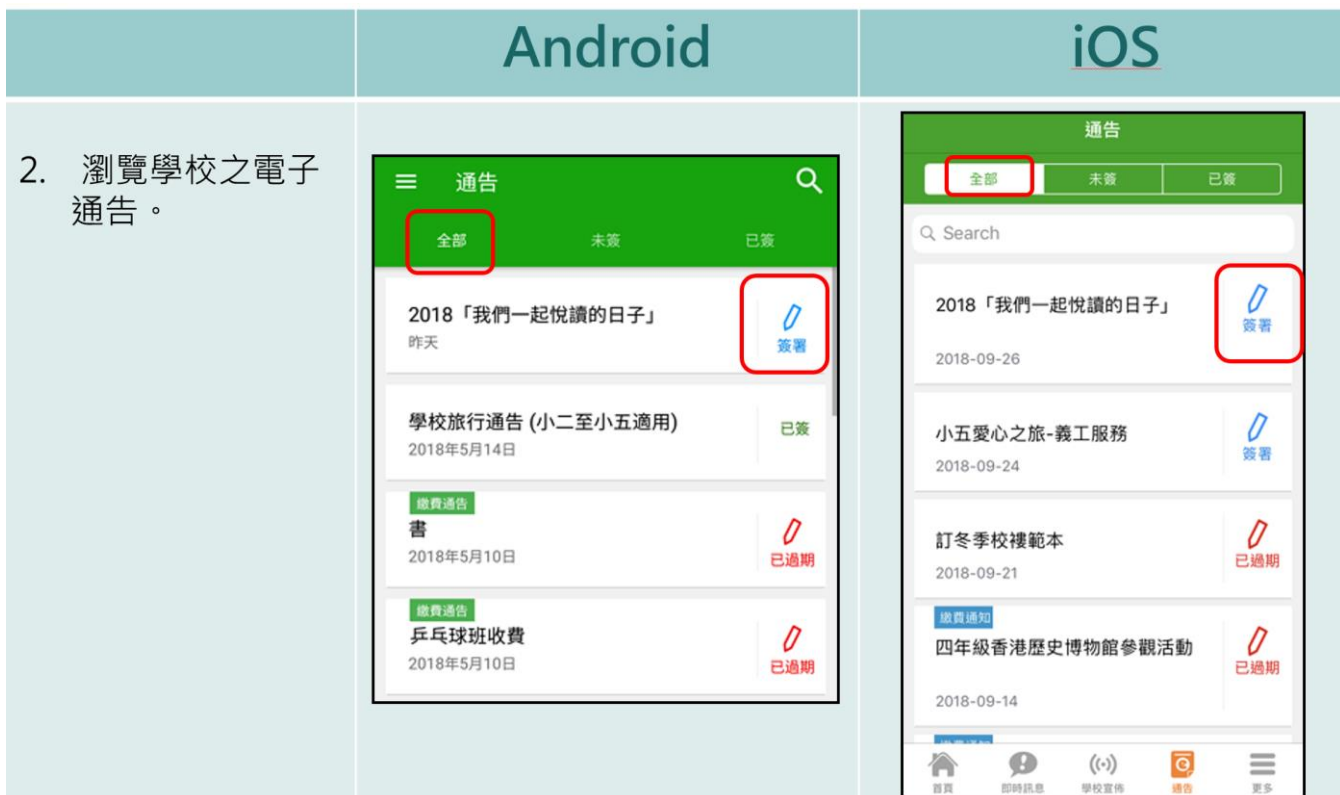 Android
iOS
2. 瀏覽學校之電子
通告。
通告
全部
未簽
已簽
2018「我們一起悅讀的日子」
昨天
簽署
學校旅行通告 (小二至小五適用)
2018年5月14日
已簽
繳費通告
書
2018年5月10日
已過期
繳費通告
乒乓球班收費
2018年5月10日
已過期
通告
全部
未簽
已簽
Search
2018「我們一起悅讀的日子」
簽署
2018-09-26
小五愛心之旅-義工服務
簽署
2018-09-24
訂冬季校褸範本
已過期
2018-09-21
繳費通知
四年級香港歷史博物館參觀活動
已過期
2018-09-14
首頁
即時訊息
學校宣佈
通告
更多